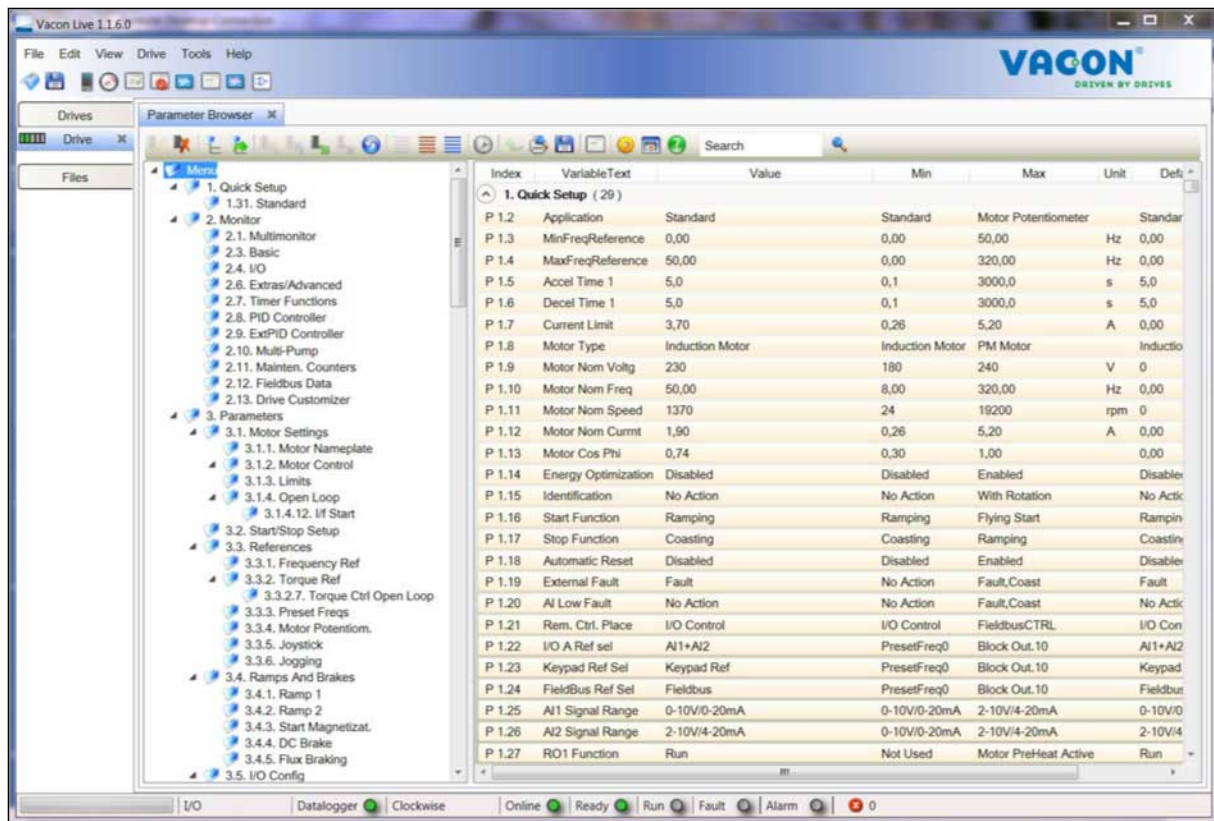 Vacon Live 1.1.6.0
File Edit View Drive Tools Help
VACON®
DRIVEN BY DRIVES
Drives
Drive
Files
Parameter Browser
Search
Menu
1. Quick Setup
1.31. Standard
2. Monitor
2.1. Multimonitor
2.3. Basic
2.4. I/O
2.6. Extras/Advanced
2.7. Timer Functions
2.8. PID Controller
2.9. ExtPID Controller
2.10. Multi-Pump
2.11. Mainten. Counters
2.12. Fieldbus Data
2.13. Drive Customizer
3. Parameters
3.1. Motor Settings
3.1.1. Motor Nameplate
3.1.2. Motor Control
3.1.3. Limits
3.1.4. Open Loop
3.1.4.12. I/f Start
3.2. Start/Stop Setup
3.3. References
3.3.1. Frequency Ref
3.3.2. Torque Ref
3.3.2.7. Torque Ctrl Open Loop
3.3.3. Preset Freqs
3.3.4. Motor Potentiom.
3.3.5. Joystick
3.3.6. Jogging
3.4. Ramps And Brakes
3.4.1. Ramp 1
3.4.2. Ramp 2
3.4.3. Start Magnetizat.
3.4.4. DC Brake
3.4.5. Flux Braking
3.5. I/O Config
Index VariableText Value Min Max Unit Defa
1. Quick Setup (29)
P 1.2 Application Standard Standard Motor Potentiometer Standar
P 1.3 MinFreqReference 0,00 0,00 50,00 Hz 0,00
P 1.4 MaxFreqReference 50,00 0,00 320,00 Hz 0,00
P 1.5 Accel Time 1 5,0 0,1 3000,0 s 5,0
P 1.6 Decel Time 1 5,0 0,1 3000,0 s 5,0
P 1.7 Current Limit 3,70 0,26 5,20 A 0,00
P 1.8 Motor Type Induction Motor Induction Motor PM Motor Inductio
P 1.9 Motor Nom Voltg 230 180 240 V 0
P 1.10 Motor Nom Freq 50,00 8,00 320,00 Hz 0,00
P 1.11 Motor Nom Speed 1370 24 19200 rpm 0
P 1.12 Motor Nom Currnt 1,90 0,26 5,20 A 0,00
P 1.13 Motor Cos Phi 0,74 0,30 1,00 0,00
P 1.14 Energy Optimization Disabled Disabled Enabled Disabled
P 1.15 Identification No Action No Action With Rotation No Actic
P 1.16 Start Function Ramping Ramping Flying Start Rampin
P 1.17 Stop Function Coasting Coasting Ramping Coasting
P 1.18 Automatic Reset Disabled Disabled Enabled Disabled
P 1.19 External Fault Fault No Action Fault,Coast Fault
P 1.20 AI Low Fault No Action No Action Fault,Coast No Actic
P 1.21 Rem. Ctrl. Place I/O Control I/O Control FieldbusCTRL I/O Con
P 1.22 I/O A Ref sel AI1+AI2 PresetFreq0 Block Out.10 AI1+AI2
P 1.23 Keypad Ref Sel Keypad Ref PresetFreq0 Block Out.10 Keypad
P 1.24 FieldBus Ref Sel Fieldbus PresetFreq0 Block Out.10 Fieldbus
P 1.25 AI1 Signal Range 0-10V/0-20mA 0-10V/0-20mA 2-10V/4-20mA 0-10V/0
P 1.26 AI2 Signal Range 2-10V/4-20mA 0-10V/0-20mA 2-10V/4-20mA 2-10V/4
P 1.27 RO1 Function Run Not Used Motor PreHeat Active Run
I/O Datalogger Clockwise Online Ready Run Fault Alarm 0